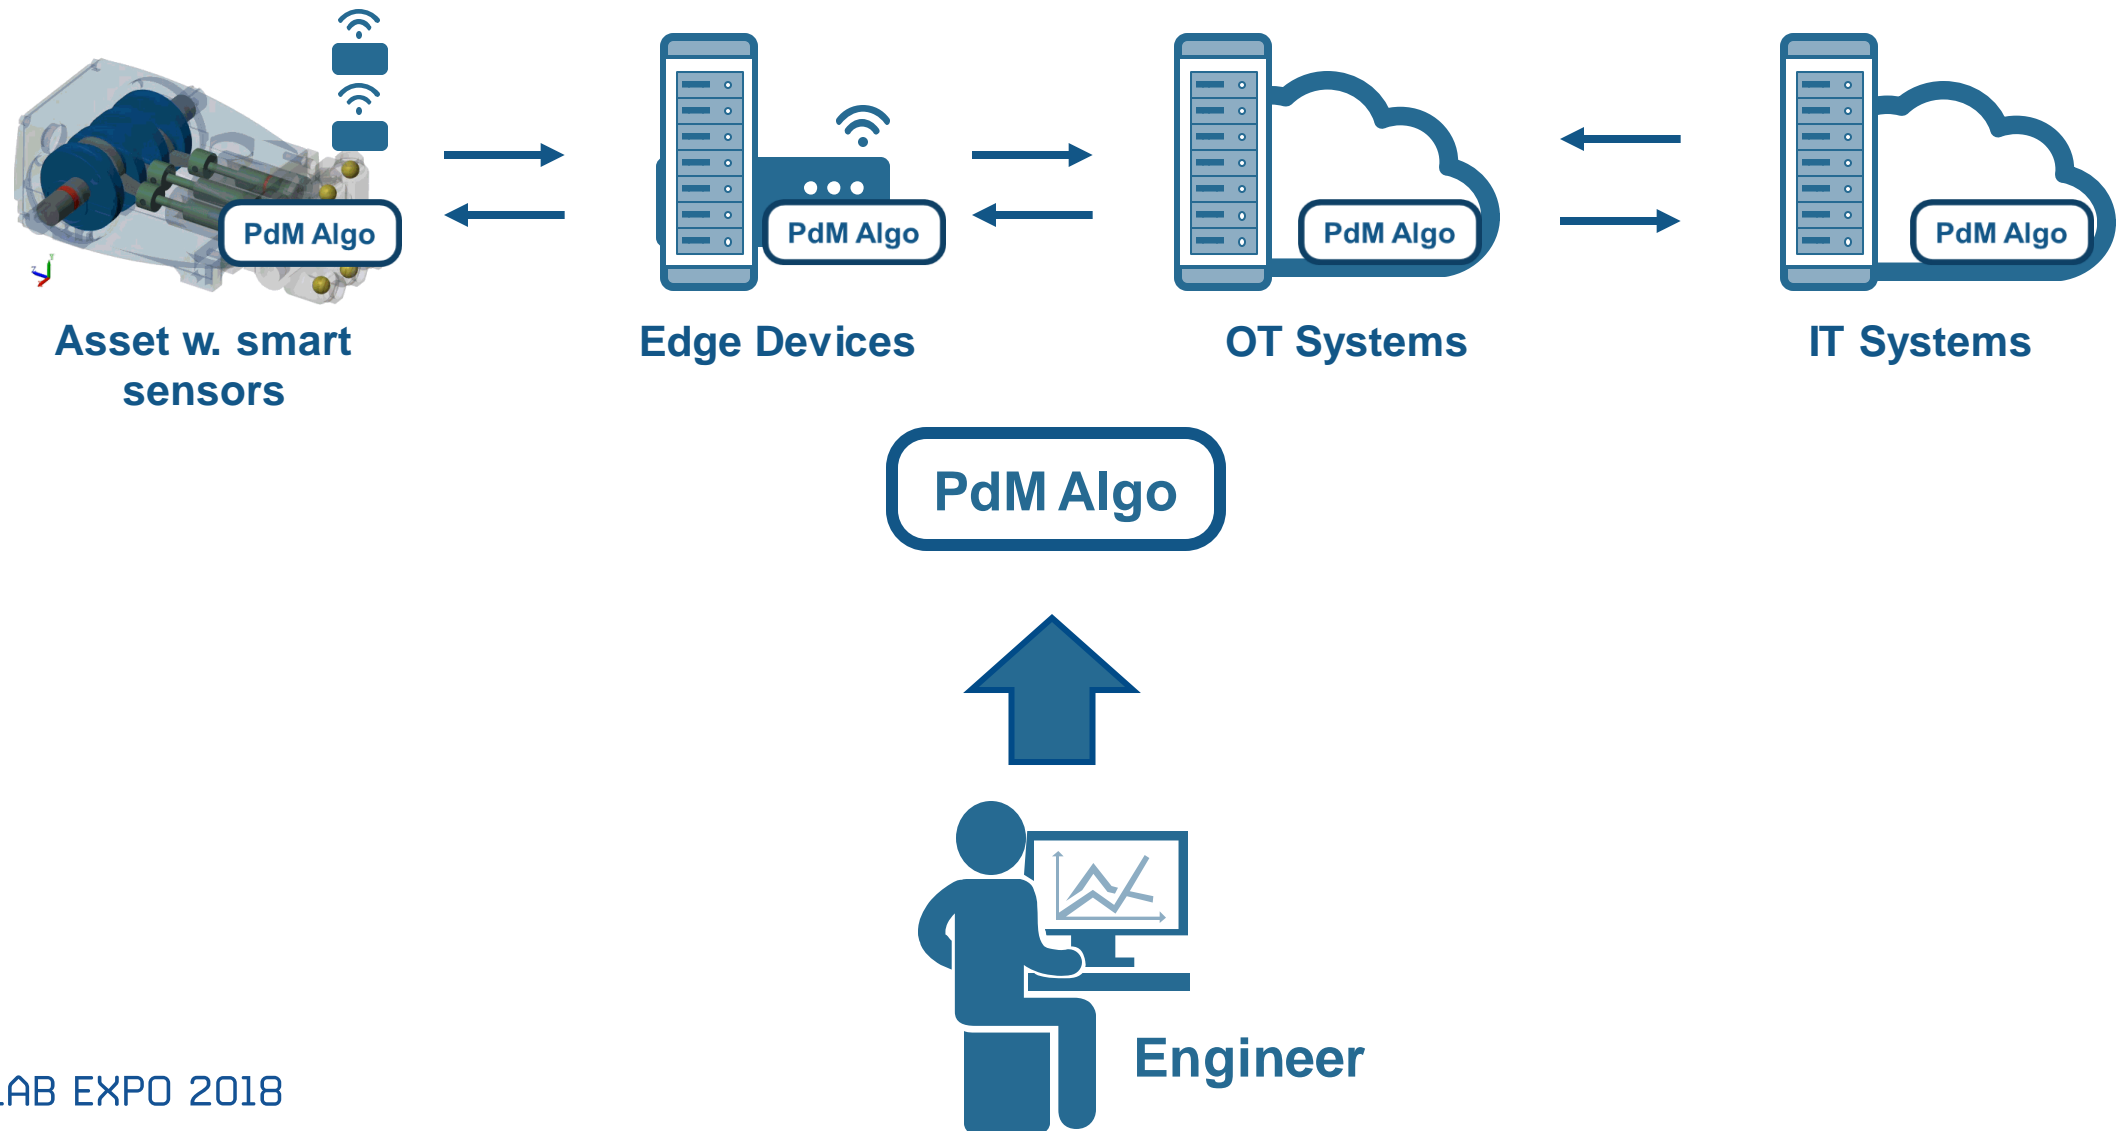 PdM Algo
PdM Algo
PdM Algo
PdM Algo
Asset w. smart
sensors
Edge Devices
OT Systems
IT Systems
PdM Algo
Engineer
LAB EXPO 2018